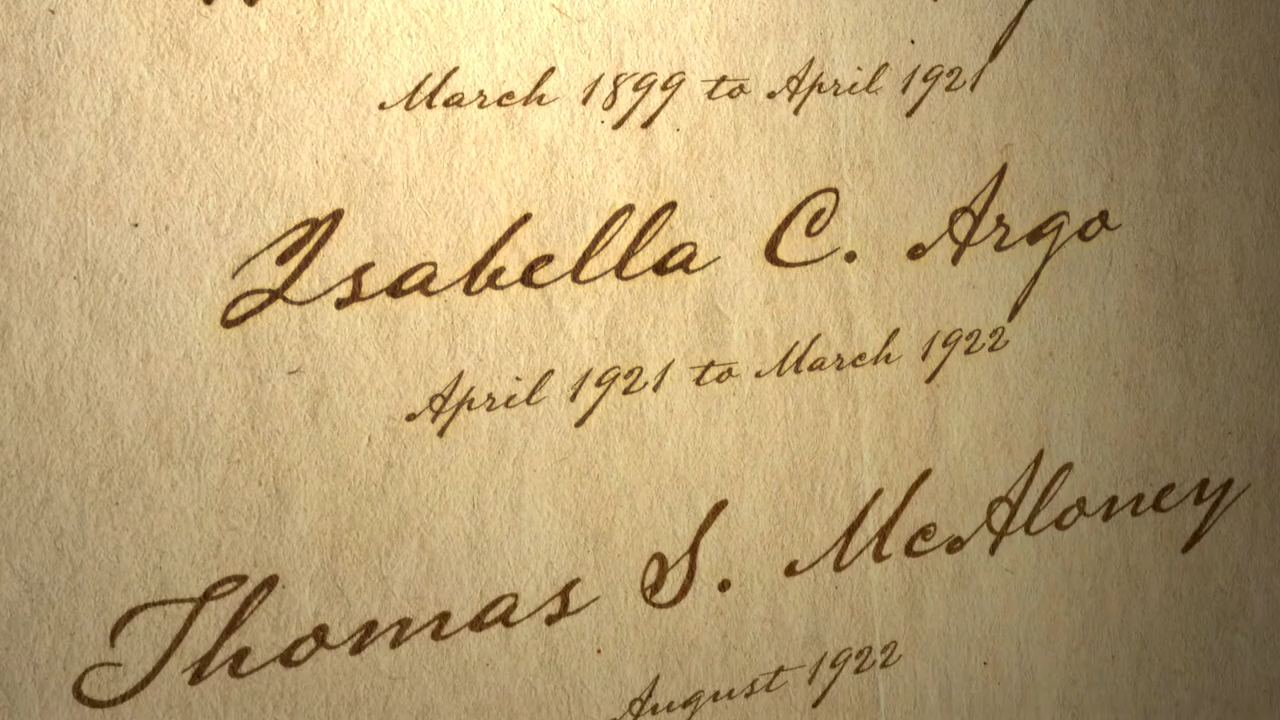 March 1899 to April 1921
Isabella C. Argo
April 1921 to March 1922
Thomas S. McAloney
August 1922